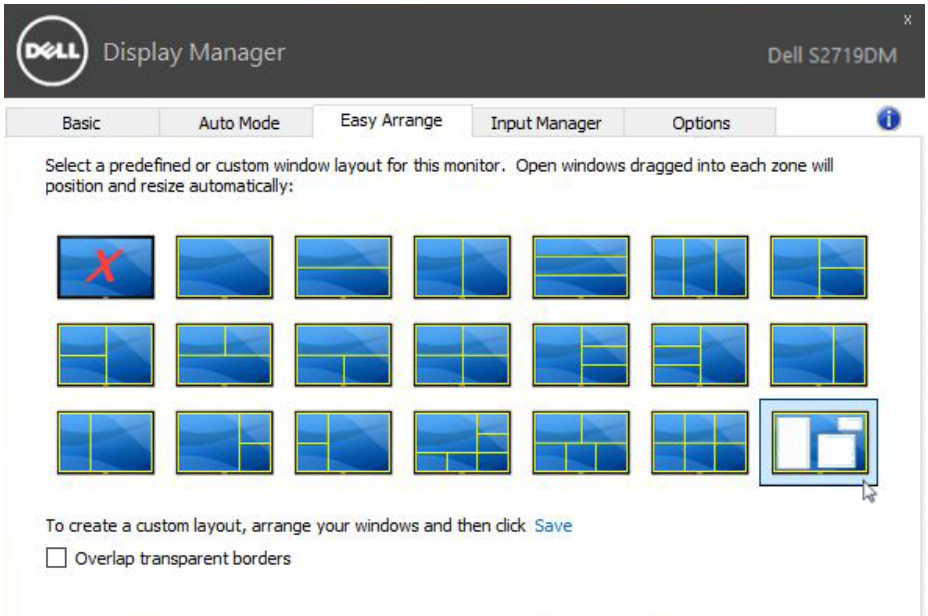 x
DELL
Display Manager
Dell S2719DM
Basic Auto Mode Easy Arrange Input Manager Options i
Select a predefined or custom window layout for this monitor. Open windows dragged into each zone will
position and resize automatically:
To create a custom layout, arrange your windows and then click Save
Overlap transparent borders